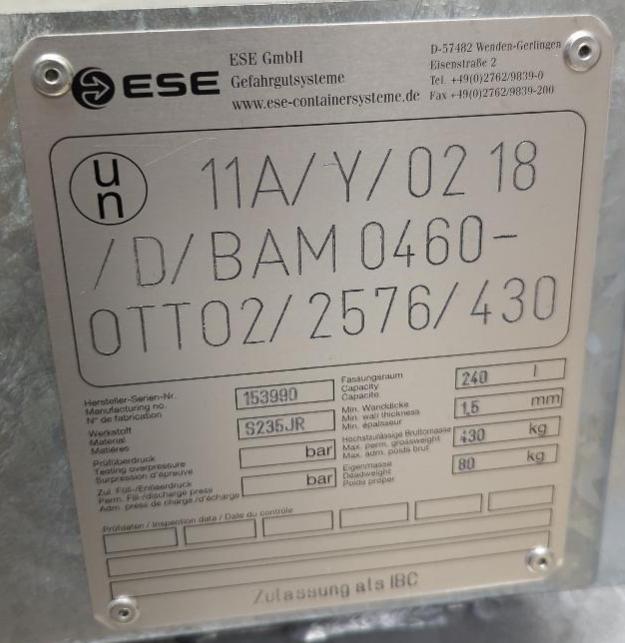 ESE
ESE GmbH
Gefahrgutsysteme
www.ese-containersysteme.de
D-57482 Wenden-Gerlingen
Eisenstraße 2
Tel. +49(0)2762/9839-0
Fax +49(0)2762/9839-200
un
11A/Y/02 18
/D/BAM 0460-
OTTO2/2576/430
Hersteller-Serien-Nr.
Manufacturing no.
N° de fabrication
153990
Werkstoff
Material
Matières
S235JR
Prüfüberdruck
Testing overpressure
Surpression d'épreuve
bar
Zul. Füll-/Entleerdruck
Perm. Fill-/discharge press
Adm. press de charge /d'écharge
bar
Fassungsraum
Capacity
Capacité
240 l
Min. Wanddicke
Min. wall thickness
Min. épaisseur
1,5 mm
Höchstzulässige Bruttomasse
Max. perm. grossweight
Max. adm. poids brut
430 kg
Eigenmasse
Deadweight
Poids propre
80 kg
Prüfdaten / Inspection data / Date du contrôle
Zulassung als IBC